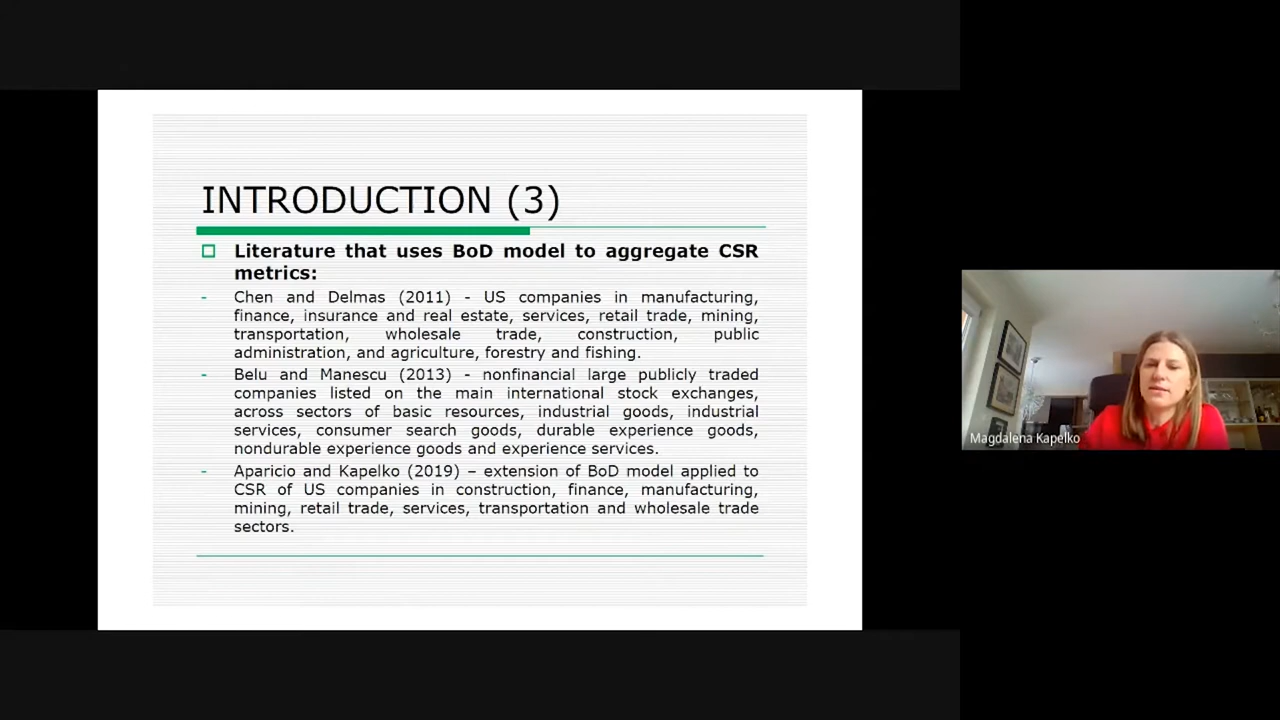 INTRODUCTION (3)
Literature that uses BoD model to aggregate CSR
metrics:
- Chen and Delmas (2011) - US companies in manufacturing,
finance, insurance and real estate, services, retail trade, mining,
transportation, wholesale trade, construction, public
administration, and agriculture, forestry and fishing.
- Belu and Manescu (2013) - nonfinancial large publicly traded
companies listed on the main international stock exchanges,
across sectors of basic resources, industrial goods, industrial
services, consumer search goods, durable experience goods,
nondurable experience goods and experience services.
- Aparicio and Kapelko (2019) – extension of BoD model applied to
CSR of US companies in construction, finance, manufacturing,
mining, retail trade, services, transportation and wholesale trade
sectors.
Magdalena Kapelko